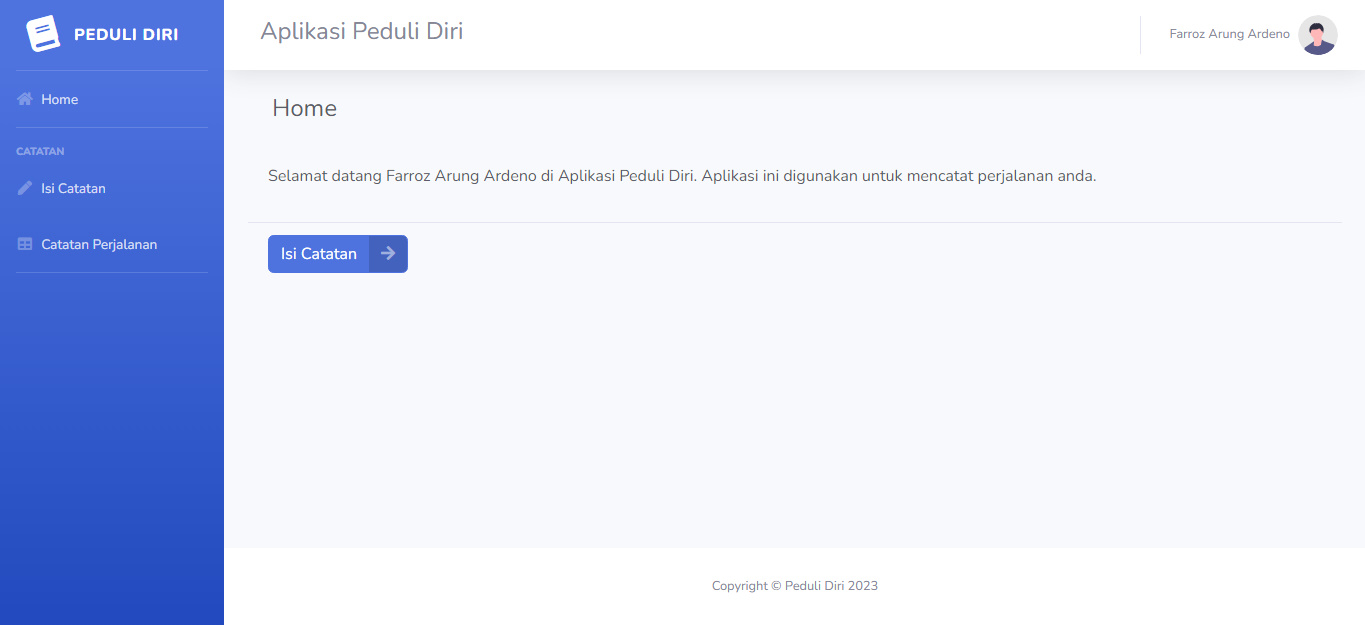 PEDULI DIRI
Aplikasi Peduli Diri
Farroz Arung Ardeno
Home
CATATAN
Isi Catatan
Catatan Perjalanan
Home
Selamat datang Farroz Arung Ardeno di Aplikasi Peduli Diri. Aplikasi ini digunakan untuk mencatat perjalanan anda.
Isi Catatan
Copyright © Peduli Diri 2023